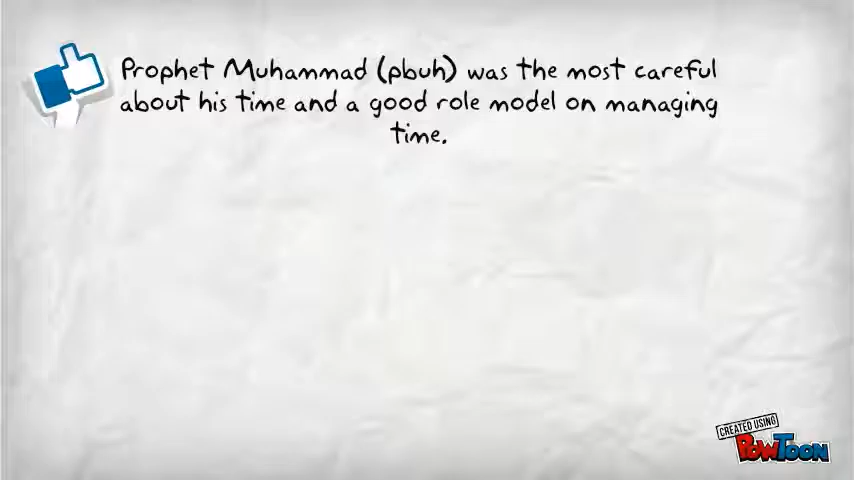 Prophet Muhammad (pbuh) was the most careful
about his time and a good role model on managing
time.
CREATED USING
POWTOON